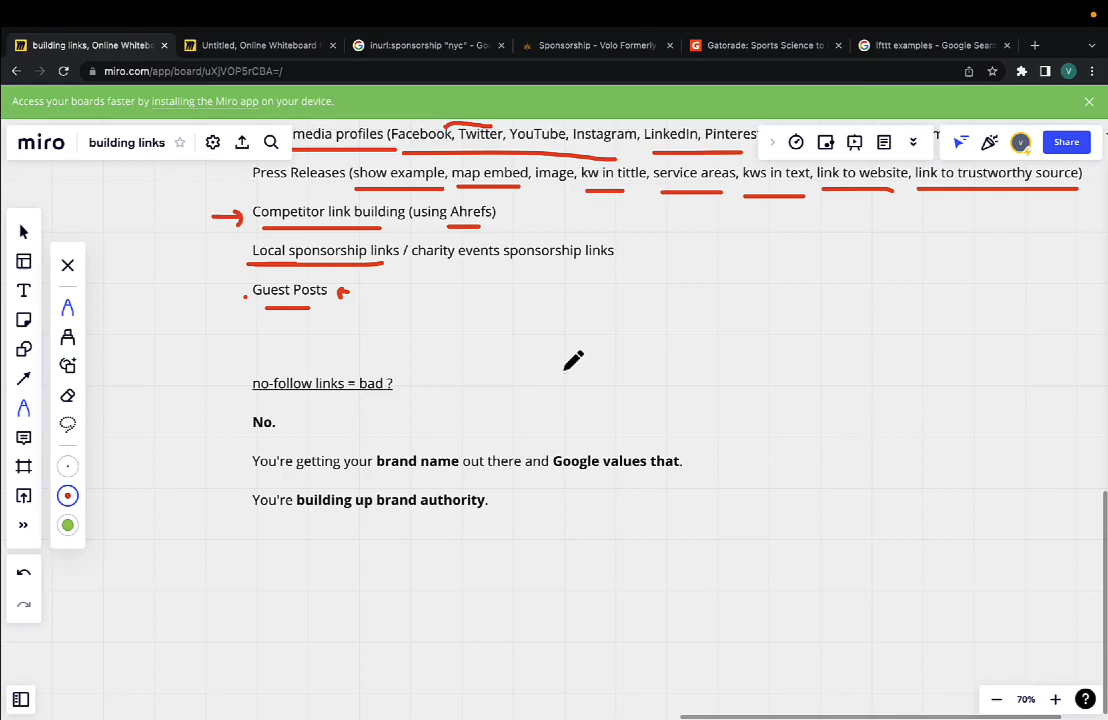 building links, Online Whitebo
Untitled, Online Whiteboard f
inurl:sponsorship "nyc" - Goo
Sponsorship - Volo Formerly
Gatorade: Sports Science to
ifttt examples - Google Searc
miro.com/app/board/uXjVOP5rCBA=/
V
Access your boards faster by installing the Miro app on your device.
miro
building links
Share
media profiles (Facebook, Twitter, YouTube, Instagram, LinkedIn, Pinteres
Press Releases (show example, map embed, image, kw in tittle, service areas, kws in text, link to website, link to trustworthy source)
Competitor link building (using Ahrefs)
Local sponsorship links / charity events sponsorship links
Guest Posts
no-follow links = bad ?
No.
You're getting your brand name out there and Google values that.
You're building up brand authority.
70%